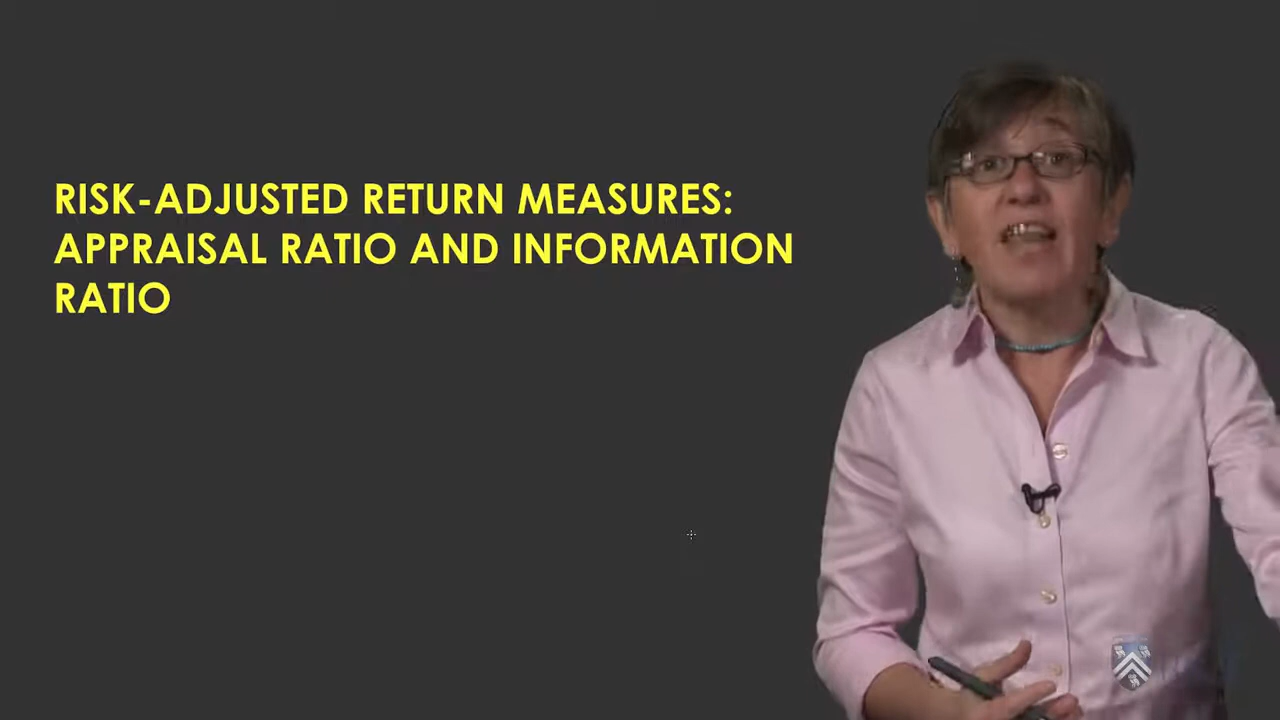 RISK-ADJUSTED RETURN MEASURES:
APPRAISAL RATIO AND INFORMATION
RATIO